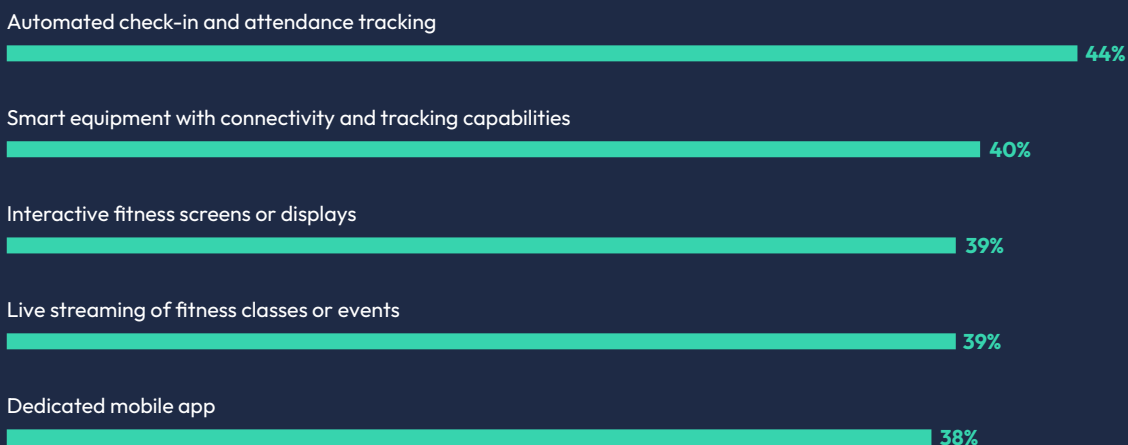 Automated check-in and attendance tracking
44%
Smart equipment with connectivity and tracking capabilities
40%
Interactive fitness screens or displays
39%
Live streaming of fitness classes or events
39%
Dedicated mobile app
38%